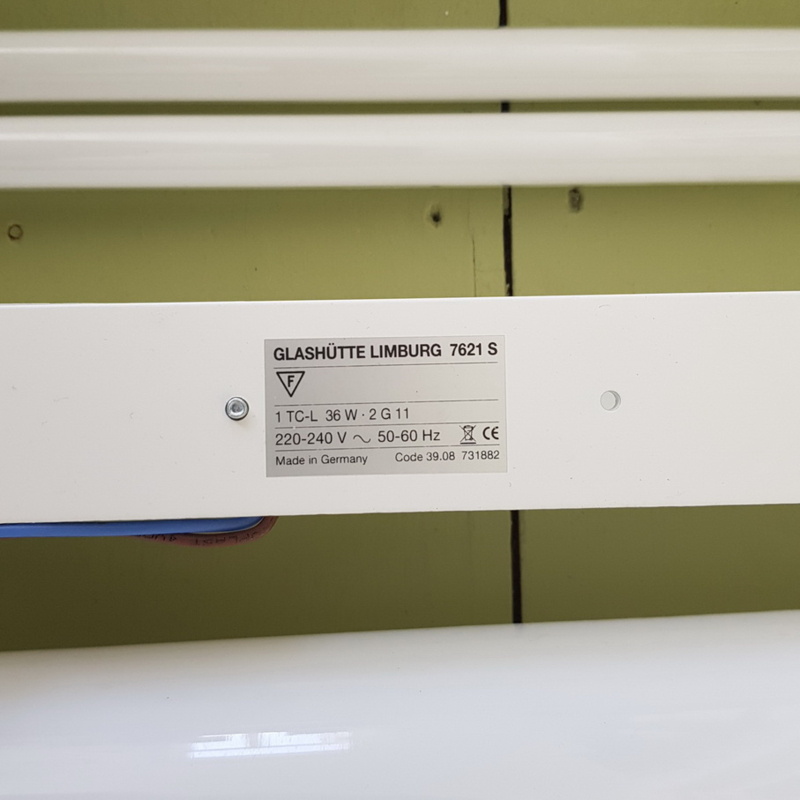 GLASHÜTTE LIMBURG 7621 S
F
1 TC-L 36 W · 2 G 11
220-240 V ~ 50-60 Hz CE
Made in Germany Code 39.08 731882